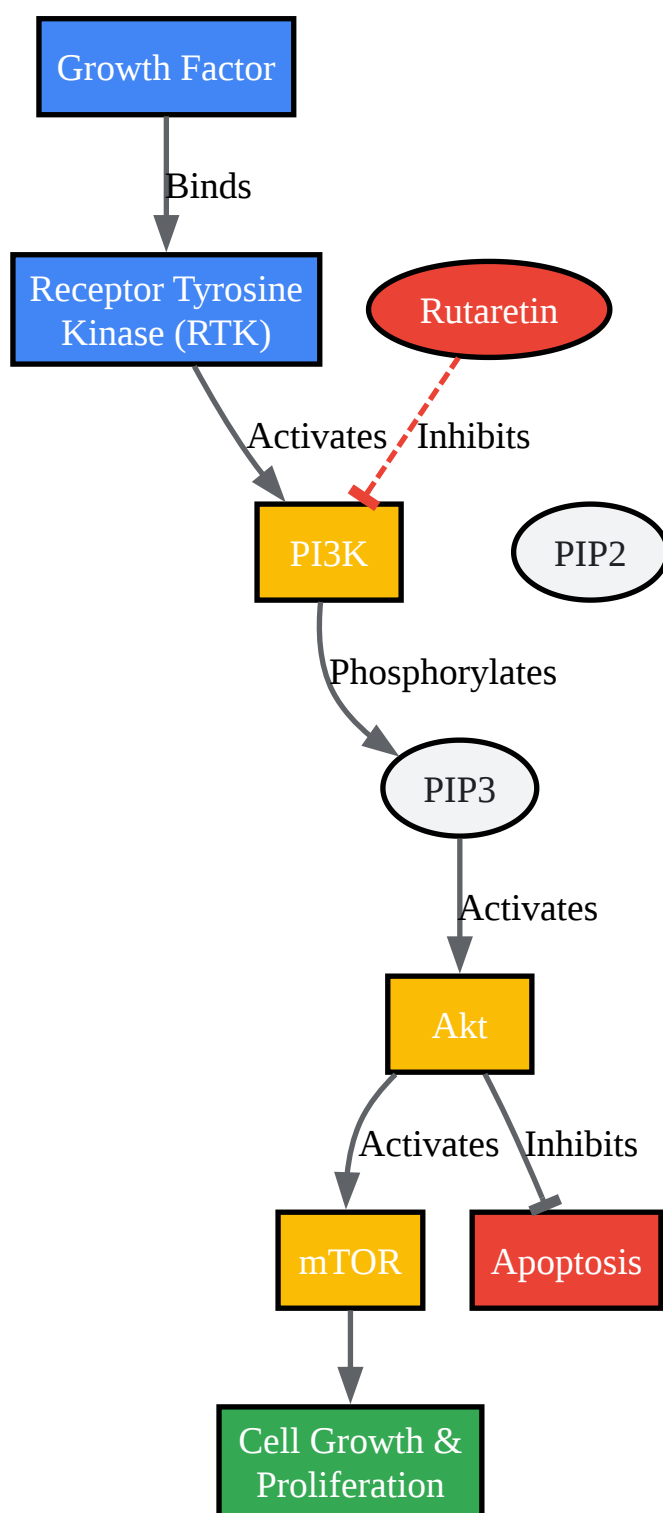 Growth Factor
Binds
Receptor Tyrosine
Kinase (RTK)
Rutaretin
Activates
Inhibits
PI3K
PIP2
Phosphorylates
PIP3
Activates
Akt
Activates
Inhibits
mTOR
Apoptosis
Cell Growth &
Proliferation